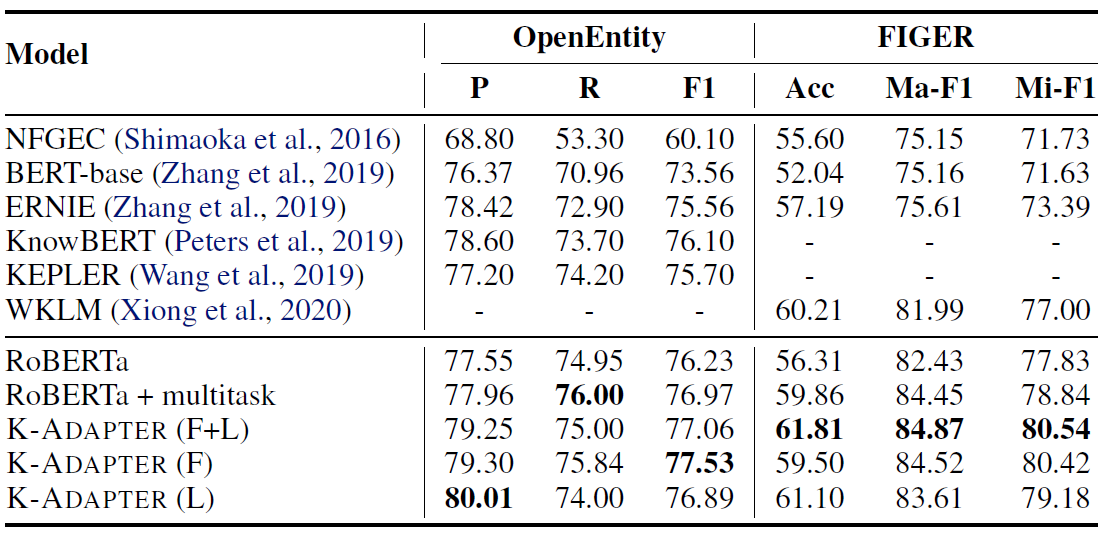 Model OpenEntity FIGER
P R F1 Acc Ma-F1 Mi-F1
NFGEC (Shimaoka et al., 2016) 68.80 53.30 60.10 55.60 75.15 71.73
BERT-base (Zhang et al., 2019) 76.37 70.96 73.56 52.04 75.16 71.63
ERNIE (Zhang et al., 2019) 78.42 72.90 75.56 57.19 75.61 73.39
KnowBERT (Peters et al., 2019) 78.60 73.70 76.10 - - -
KEPLER (Wang et al., 2019) 77.20 74.20 75.70 - - -
WKLM (Xiong et al., 2020) - - - 60.21 81.99 77.00
RoBERTa 77.55 74.95 76.23 56.31 82.43 77.83
RoBERTa + multitask 77.96 76.00 76.97 59.86 84.45 78.84
K-ADAPTER (F+L) 79.25 75.00 77.06 61.81 84.87 80.54
K-ADAPTER (F) 79.30 75.84 77.53 59.50 84.52 80.42
K-ADAPTER (L) 80.01 74.00 76.89 61.10 83.61 79.18